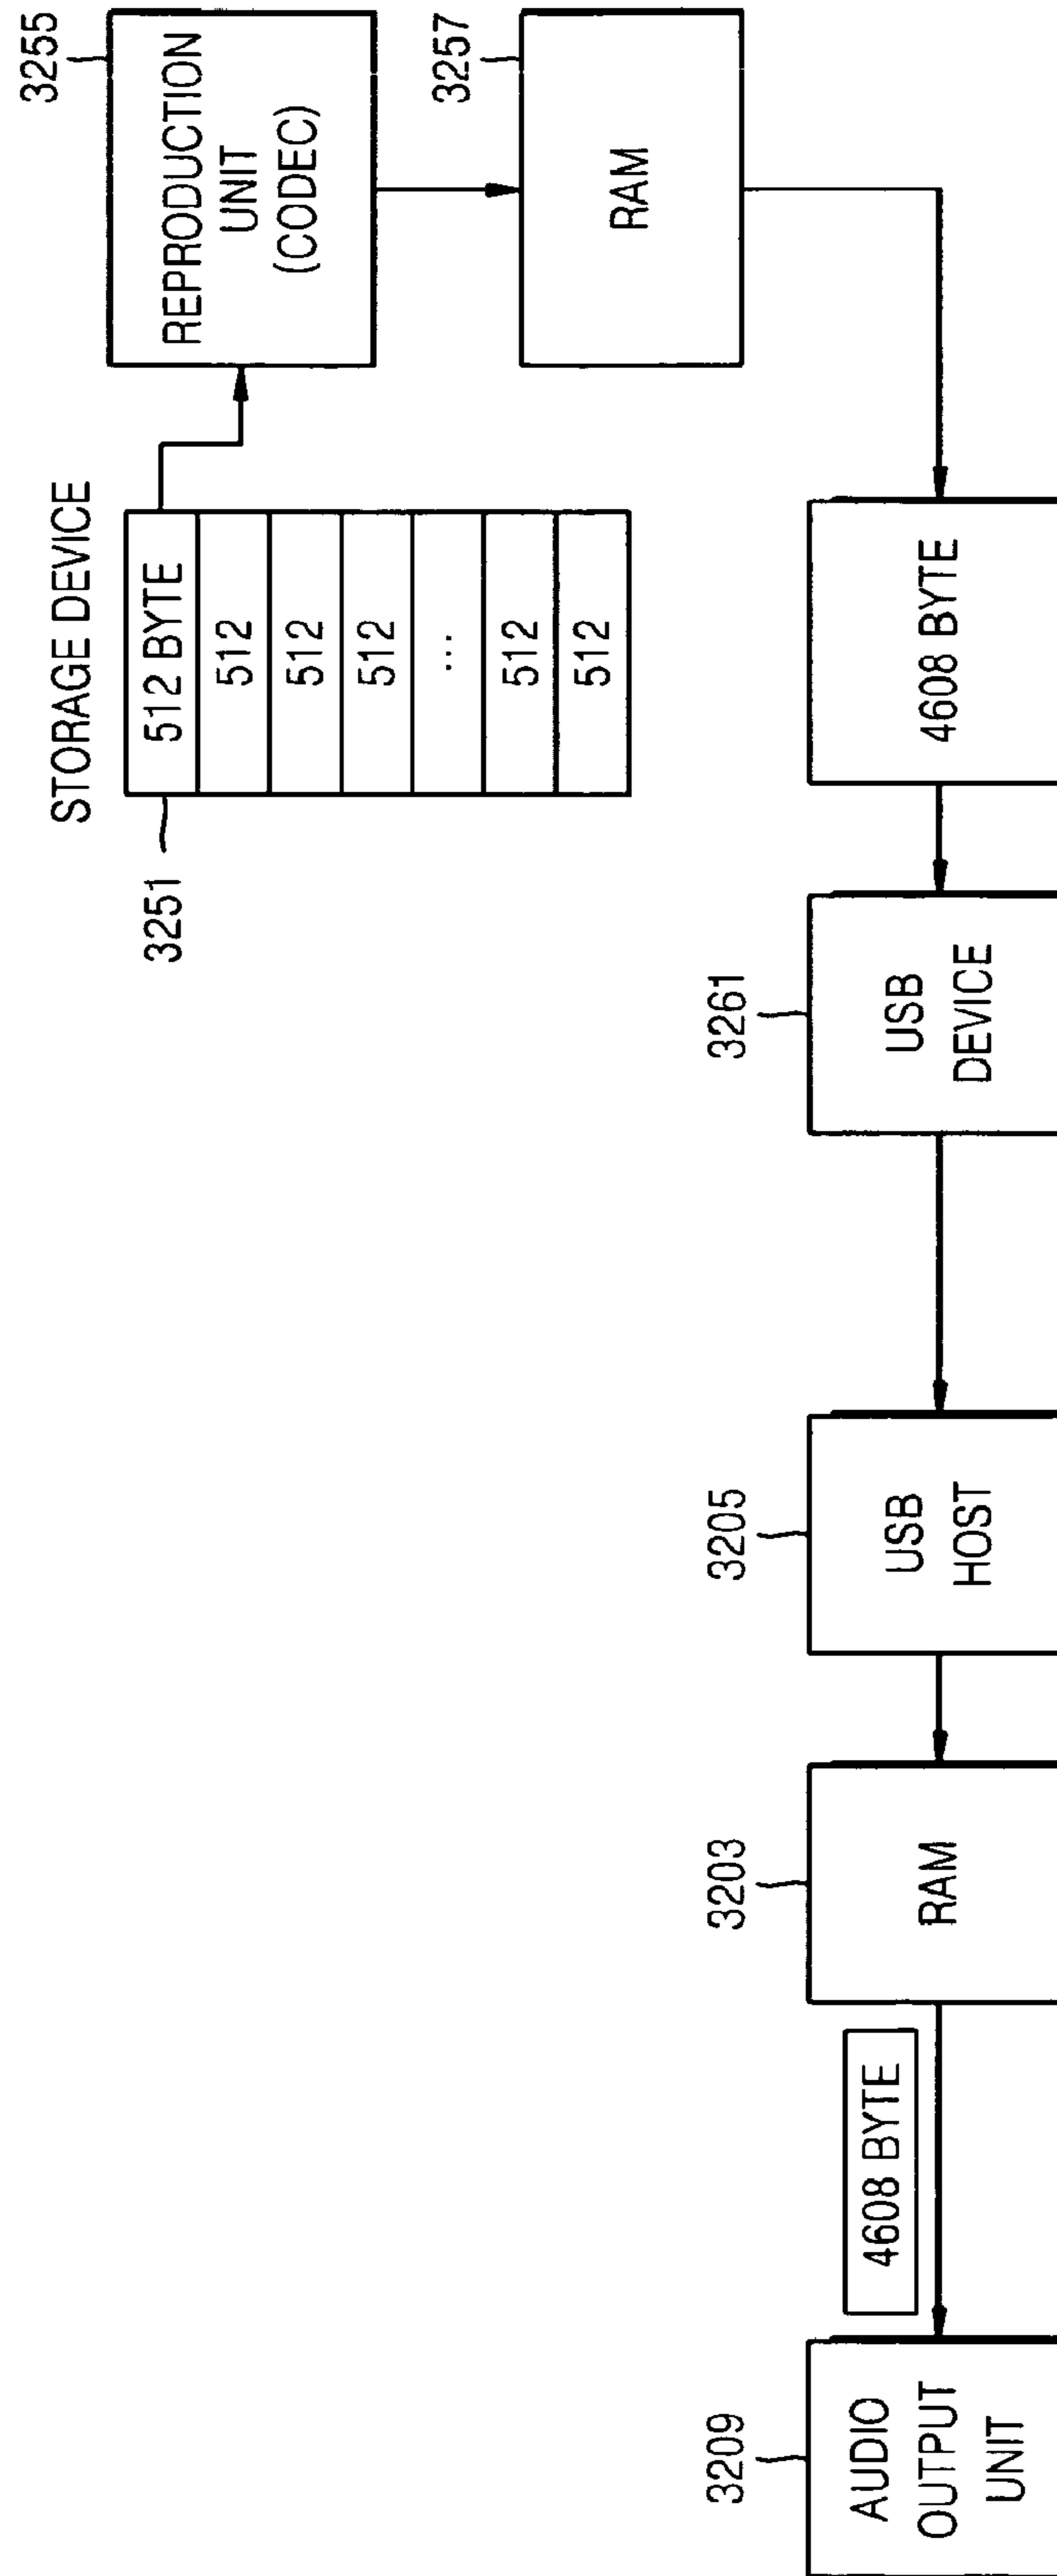 STORAGE DEVICE
3251
512 BYTE
512
512
512
...
512
512
3255
REPRODUCTION
UNIT
(CODEC)
3257
RAM
3209
AUDIO
OUTPUT
UNIT
4608 BYTE
3203
RAM
3205
USB
HOST
3261
USB
DEVICE
4608 BYTE